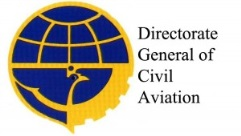 Directorate
General of
Civil
Aviation